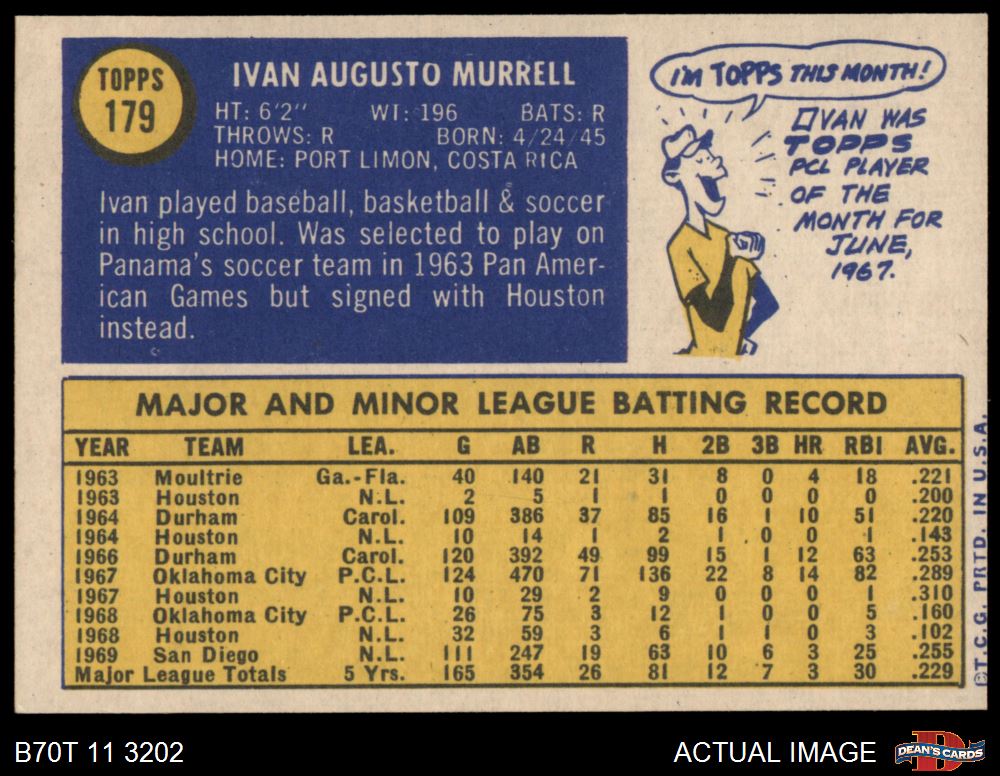 TOPPS
179
IVAN AUGUSTO MURRELL
HT: 6'2" WT: 196 BATS: R
THROWS: R BORN: 4/24/45
HOME: PORT LIMON, COSTA RICA
Ivan played baseball, basketball & soccer
in high school. Was selected to play on
Panama's soccer team in 1963 Pan Amer-
ican Games but signed with Houston
instead.
I'M TOPPS THIS MONTH!
IVAN WAS
TOPPS
PCL PLAYER
OF THE
MONTH FOR
JUNE,
1967.
MAJOR AND MINOR LEAGUE BATTING RECORD
YEAR TEAM LEA. G AB R H 2B 3B HR RBI AVG.
1963 Moultrie Ga.-Fla. 40 140 21 31 8 0 4 18 .221
1963 Houston N.L. 2 5 1 1 0 0 0 0 .200
1964 Durham Carol. 109 386 37 85 16 1 10 51 .220
1964 Houston N.L. 10 14 1 2 1 0 0 1 .143
1966 Durham Carol. 120 392 49 99 15 1 12 63 .253
1967 Oklahoma City P.C.L. 124 470 71 136 22 8 14 82 .289
1967 Houston N.L. 10 29 2 9 0 0 0 1 .310
1968 Oklahoma City P.C.L. 26 75 3 12 1 0 0 5 .160
1968 Houston N.L. 32 59 3 6 1 1 0 3 .102
1969 San Diego N.L. 111 247 19 63 10 6 3 25 .255
Major League Totals 5 Yrs. 165 354 26 81 12 7 3 30 .229
©T.C.G. PRTD. IN U.S.A.
B70T 11 3202
ACTUAL IMAGE
D
DEAN'S CARDS